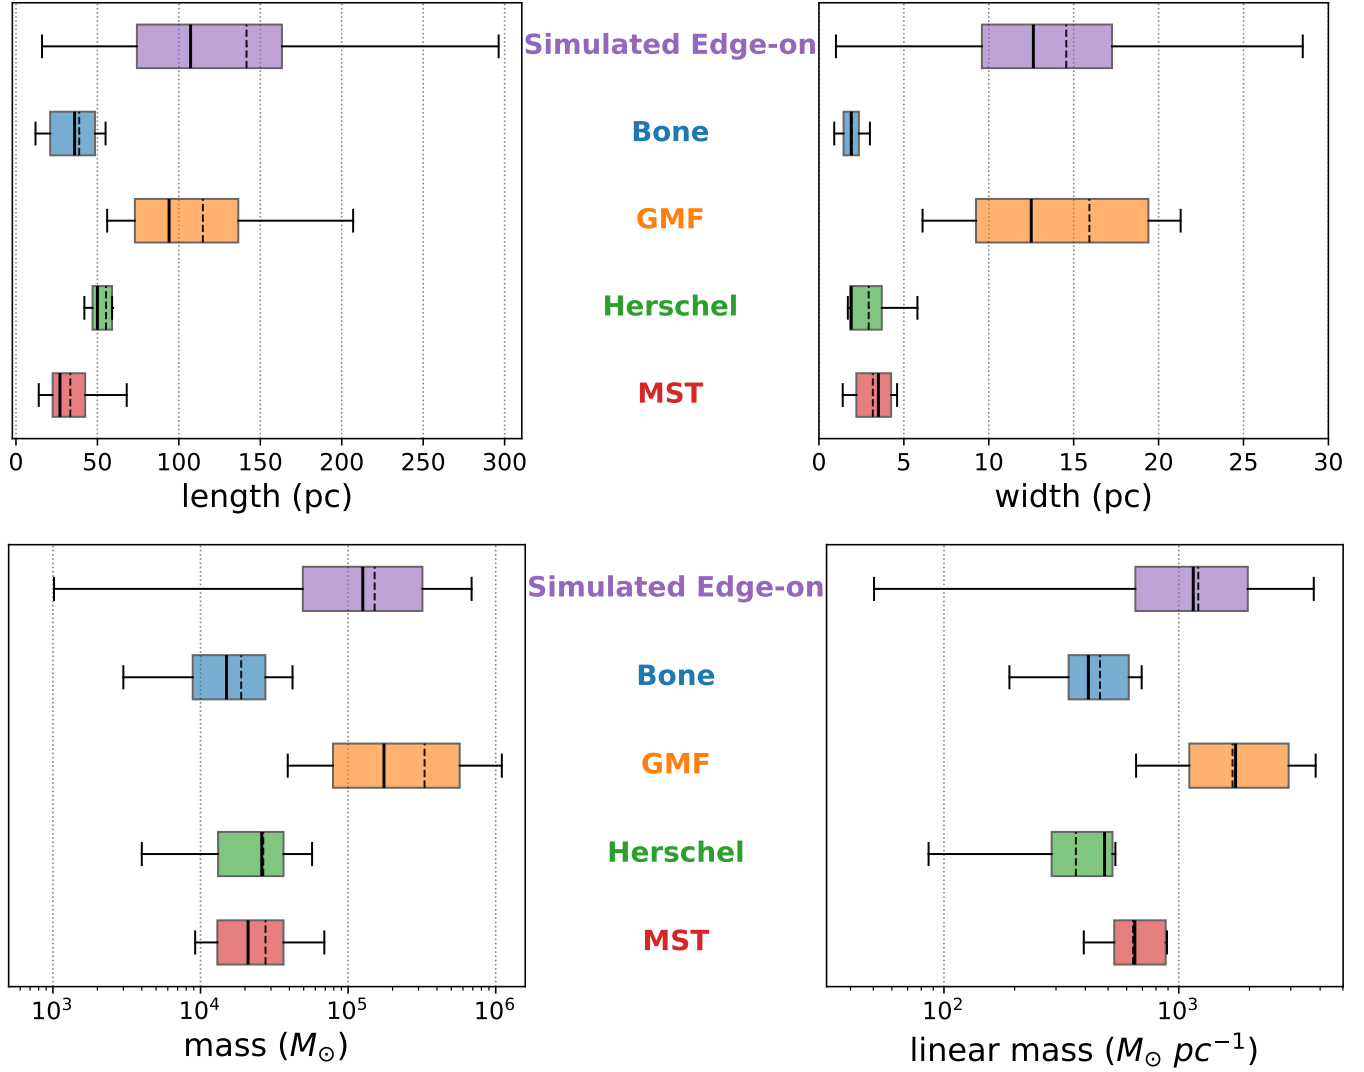 Simulated Edge-on
Bone
GMF
Herschel
MST
0 50 100 150 200 250 300
length (pc)
0 5 10 15 20 25 30
width (pc)
Simulated Edge-on
Bone
GMF
Herschel
MST
10³ 10⁴ 10⁵ 10⁶
mass (M⊙)
10² 10³
linear mass (M⊙ pc⁻¹)